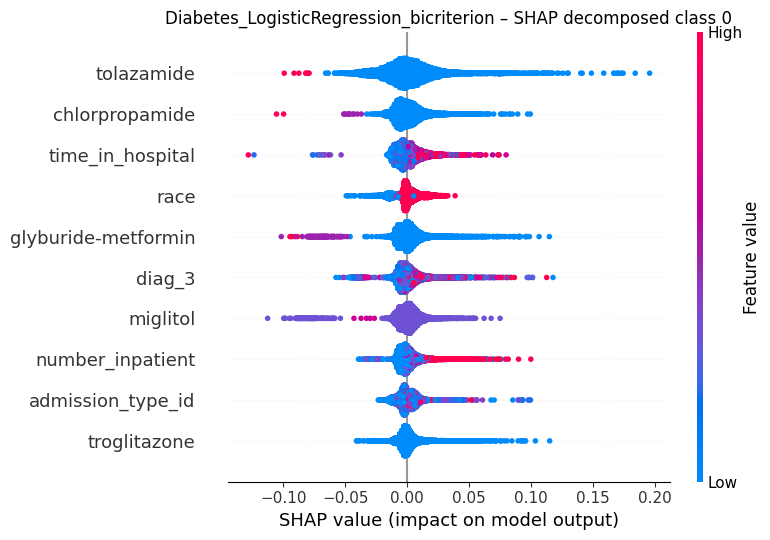 Diabetes_LogisticRegression_bicriterion – SHAP decomposed class 0
High
tolazamide
chlorpropamide
time_in_hospital
race
glyburide-metformin
diag_3
miglitol
number_inpatient
admission_type_id
troglitazone
Feature value
Low
−0.10 −0.05 0.00 0.05 0.10 0.15 0.20
SHAP value (impact on model output)